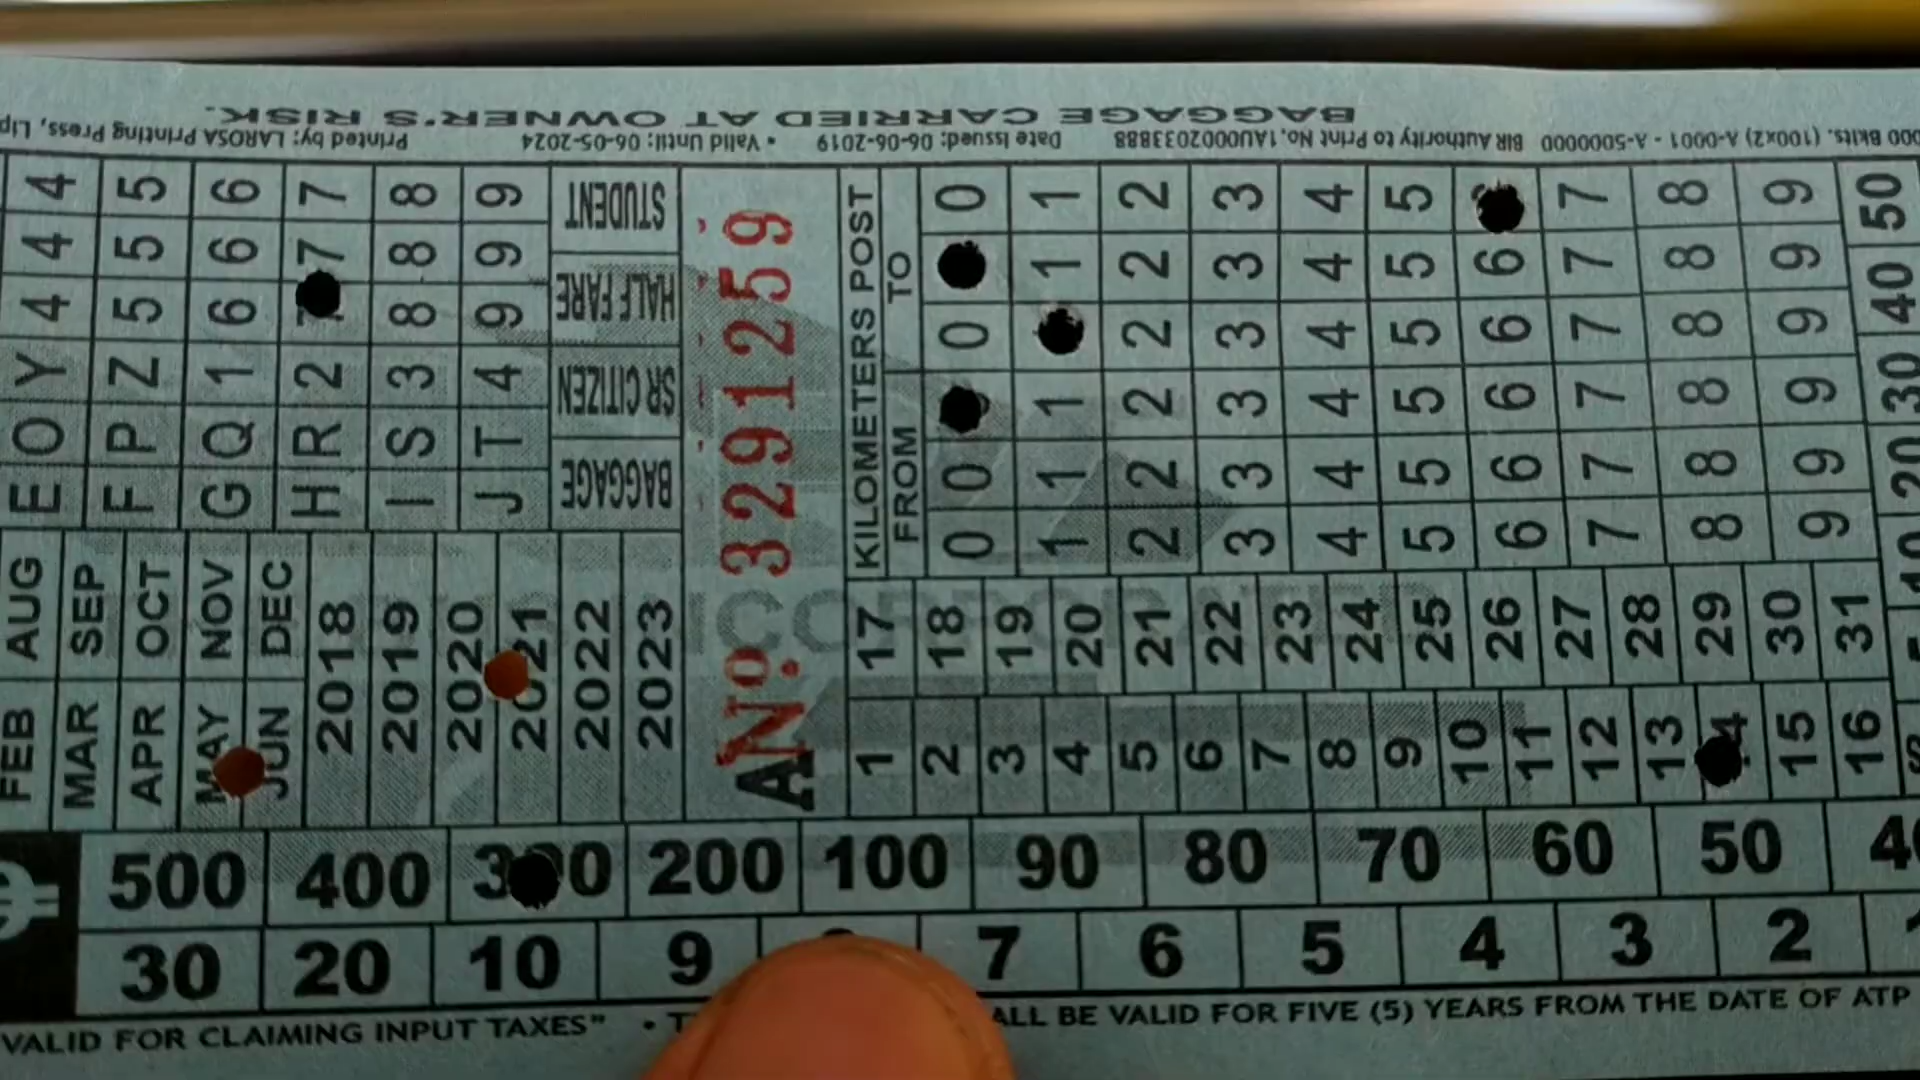 BAGGAGE CARRIED AT OWNER'S RISK.
BIR Authority to Print No. 1AU0002033888 Date Issued: 06-06-2019 • Valid Until: 06-05-2024 Printed by: LAROSA Printing Press,
Bkits. (100x2) A-0001 - A-5000000
4 5 6 7 8 9 STUDENT
4 5 6 7 8 9 HALF FARE
4 5 6 8 9
Y Z 1 2 3 4 SR CITIZEN
O P Q R S T BAGGAGE
E F G H I J
AUG SEP OCT NOV DEC
FEB MAR APR MAY JUN
2018 2019 2020 2021 2022 2023
A No. 3291259
KILOMETERS POST
TO
FROM
0 1 2 3 4 5 7 8 9
1 2 3 4 5 6 7 8 9
0 2 3 4 5 6 7 8 9
1 2 3 4 5 6 7 8 9
0 1 2 3 4 5 6 7 8 9
0 1 2 3 4 5 6 7 8 9
50 40 30 20 10 5
17 18 19 20 21 22 23 24 25 26 27 28 29 30 31
1 2 3 4 5 6 7 8 9 10 11 12 13 14 15 16
500 400 300 200 100 90 80 70 60 50
30 20 10 9 7 6 5 4 3 2
VALID FOR CLAIMING INPUT TAXES" • ALL BE VALID FOR FIVE (5) YEARS FROM THE DATE OF ATP